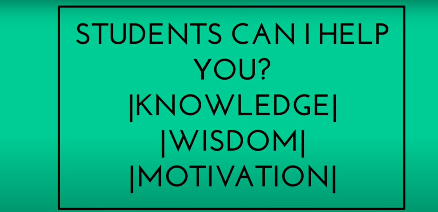 STUDENTS CAN I HELP
YOU?
|KNOWLEDGE|
|WISDOM|
|MOTIVATION|